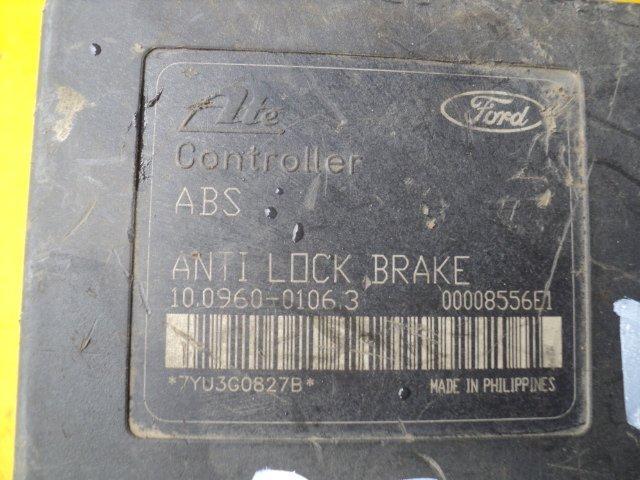 Ate
Ford
Controller
ABS
ANTI LOCK BRAKE
10.0960-0106.3 00008556E1
*7YU3G0827B*
MADE IN PHILIPPINES